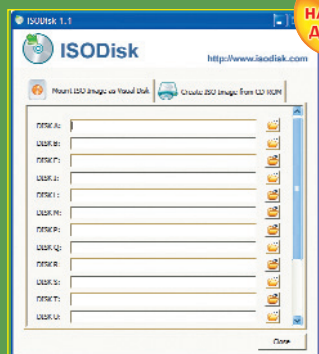 ISODisk 1.1
НА
Д
ISODisk
http://www.isodisk.com
Mount ISO Image as Visual Disk
Create ISO Image from CD-ROM
DISK A:
DISK B:
DISK F:
DISK I:
DISK L:
DISK M:
DISK P:
DISK Q:
DISK R:
DISK S:
DISK T:
DISK U:
Close